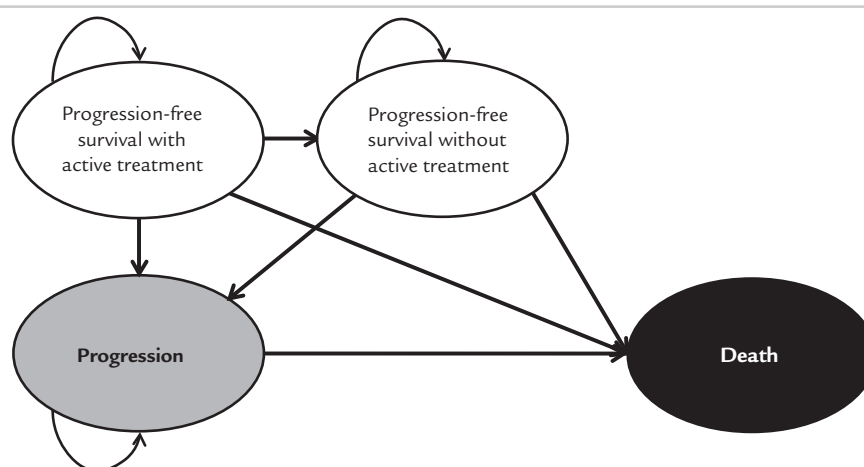 Progression-free
survival with
active treatment
Progression-free
survival without
active treatment
Progression
Death